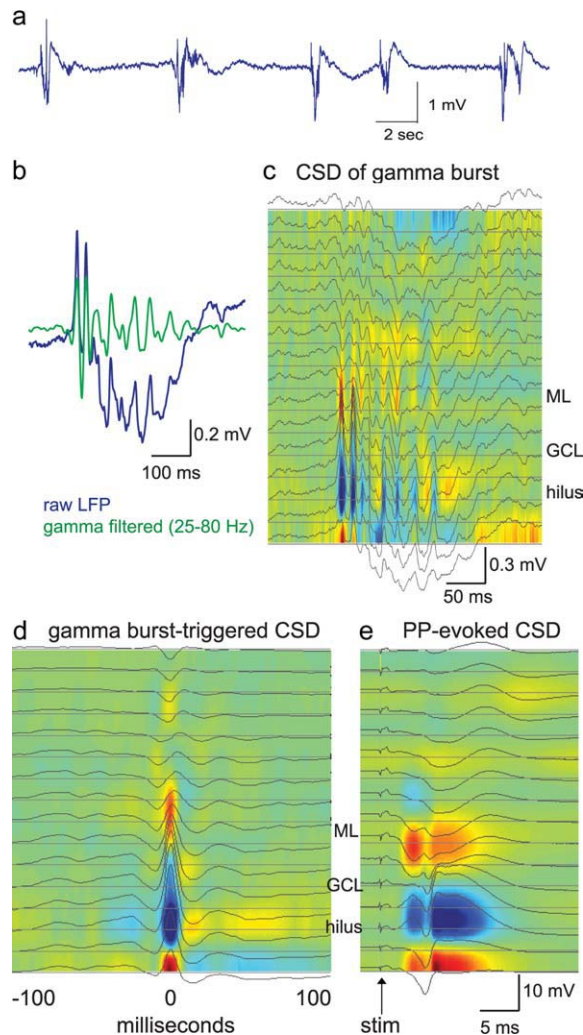 a
1 mV
2 sec
b
0.2 mV
100 ms
raw LFP
gamma filtered (25-80 Hz)
c CSD of gamma burst
ML
GCL
hilus
0.3 mV
50 ms
d gamma burst-triggered CSD
-100 0 100
milliseconds
e PP-evoked CSD
ML
GCL
hilus
stim
10 mV
5 ms